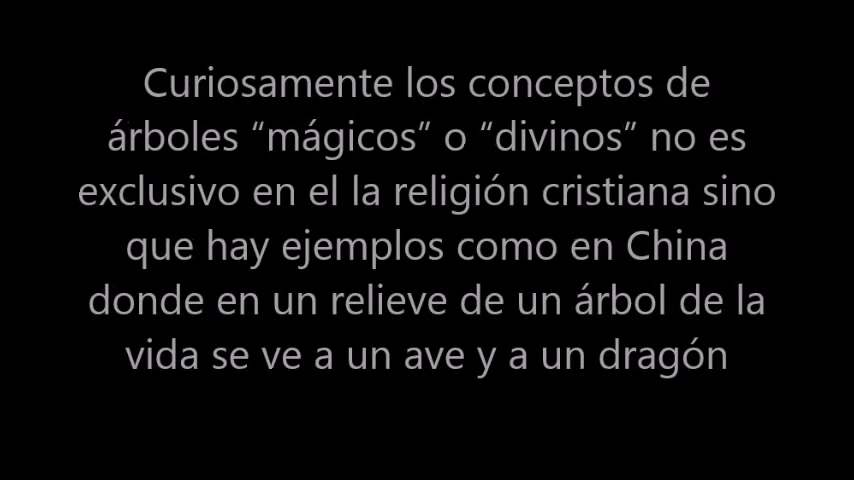 Curiosamente los conceptos de
árboles “mágicos” o “divinos” no es
exclusivo en el la religión cristiana sino
que hay ejemplos como en China
donde en un relieve de un árbol de la
vida se ve a un ave y a un dragón